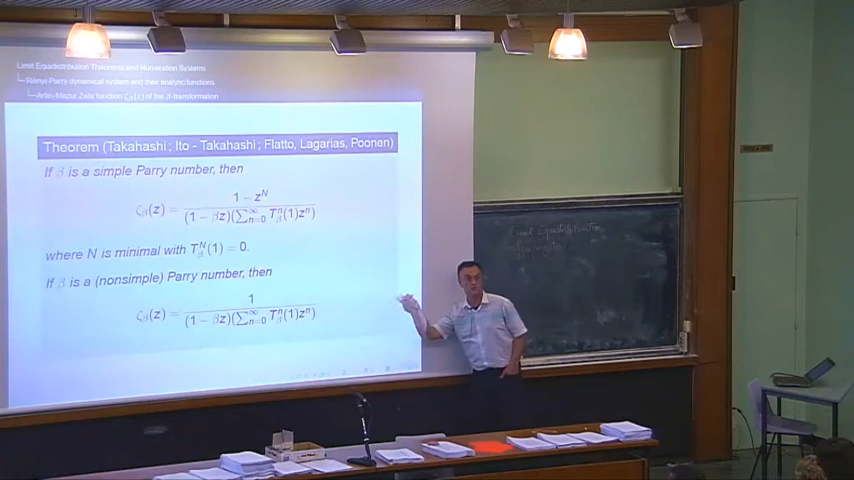 Limit Equidistribution Theorems and Numeration Systems
Rényi-Parry dynamical system and their analytic functions
Artin-Mazur Zeta function ζβ(z) of the β-transformation
Theorem (Takahashi; Ito - Takahashi; Flatto, Lagarias, Poonen)
If β is a simple Parry number, then
ζβ(z) = (1 − z^N) / ((1 − βz)(∑_{n=0}^{∞} T_β^n(1)z^n))
where N is minimal with T_β^N(1) = 0.
If β is a (nonsimple) Parry number, then
ζβ(z) = 1 / ((1 − βz)(∑_{n=0}^{∞} T_β^n(1)z^n))
Limit Equidistribution